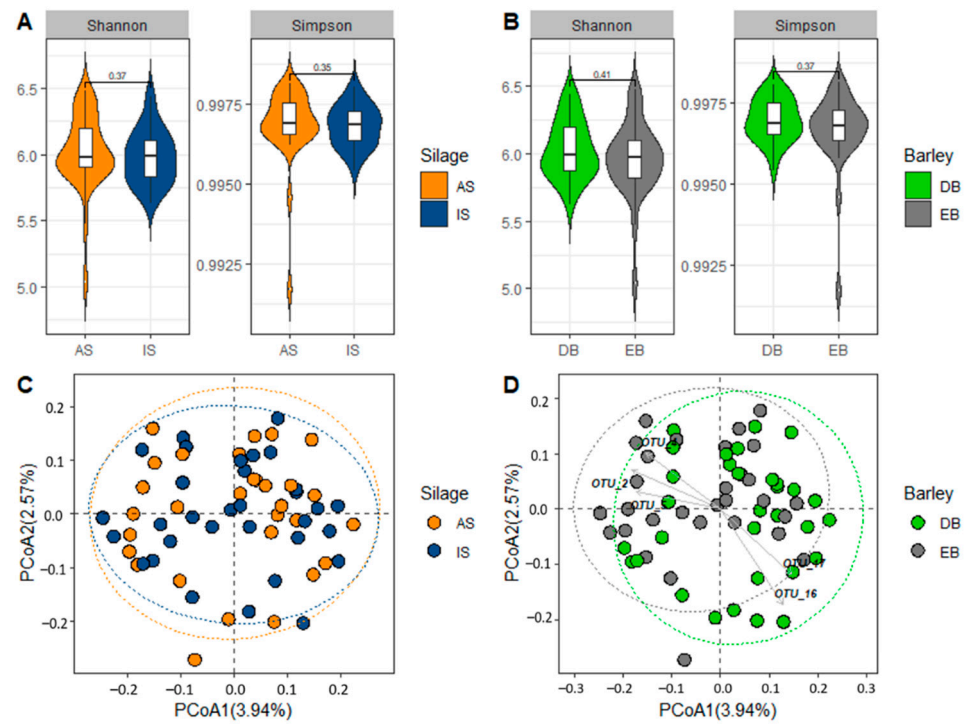 A
Shannon
Simpson
0.37
0.35
6.5
6.0
5.5
5.0
0.9975
0.9950
0.9925
AS
IS
AS
IS
Silage
AS
IS
B
Shannon
Simpson
0.41
0.37
6.5
6.0
5.5
5.0
0.9975
0.9950
0.9925
DB
EB
DB
EB
Barley
DB
EB
C
PCoA2(2.57%)
0.2
0.1
0.0
−0.1
−0.2
−0.2
−0.1
0.0
0.1
0.2
PCoA1(3.94%)
Silage
AS
IS
D
PCoA2(2.57%)
0.2
0.1
0.0
−0.1
−0.2
OTU_2
OTU_17
OTU_16
−0.3
−0.2
−0.1
0.0
0.1
0.2
0.3
PCoA1(3.94%)
Barley
DB
EB